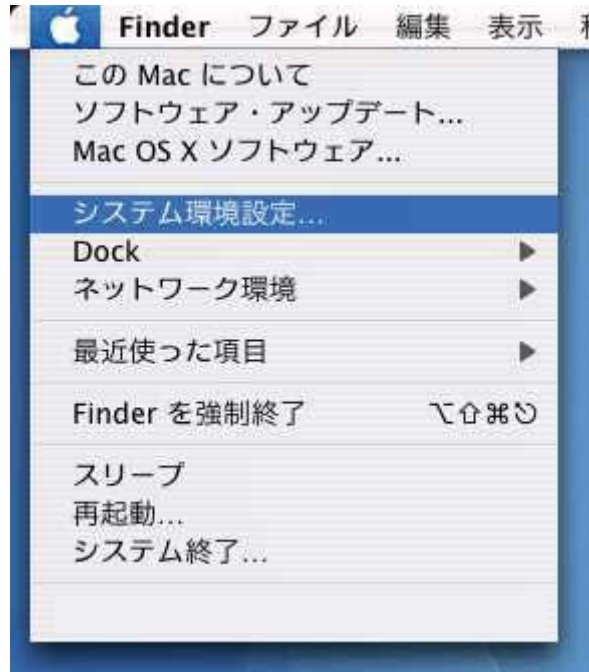 Finder ファイル 編集 表示
この Mac について
ソフトウェア・アップデート...
Mac OS X ソフトウェア...
システム環境設定...
Dock
ネットワーク環境
最近使った項目
Finder を強制終了 ⌥⇧⌘⎋
スリープ
再起動...
システム終了...